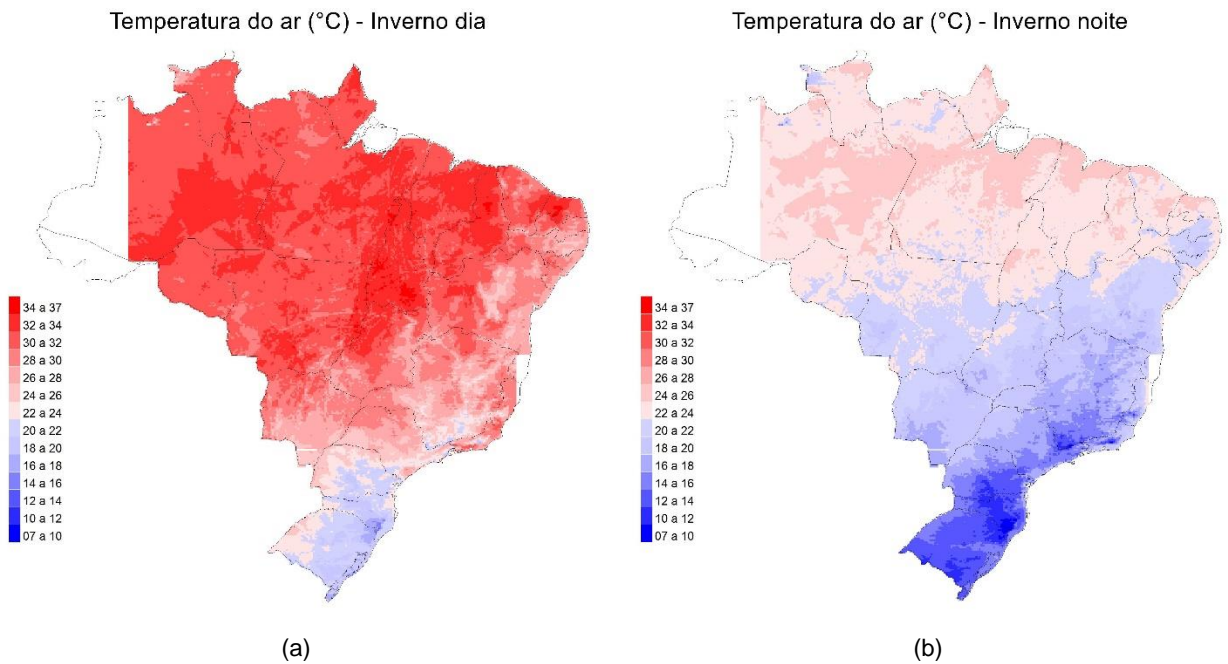 Temperatura do ar (°C) - Inverno dia
34 a 37
32 a 34
30 a 32
28 a 30
26 a 28
24 a 26
22 a 24
20 a 22
18 a 20
16 a 18
14 a 16
12 a 14
10 a 12
07 a 10
(a)
Temperatura do ar (°C) - Inverno noite
34 a 37
32 a 34
30 a 32
28 a 30
26 a 28
24 a 26
22 a 24
20 a 22
18 a 20
16 a 18
14 a 16
12 a 14
10 a 12
07 a 10
(b)